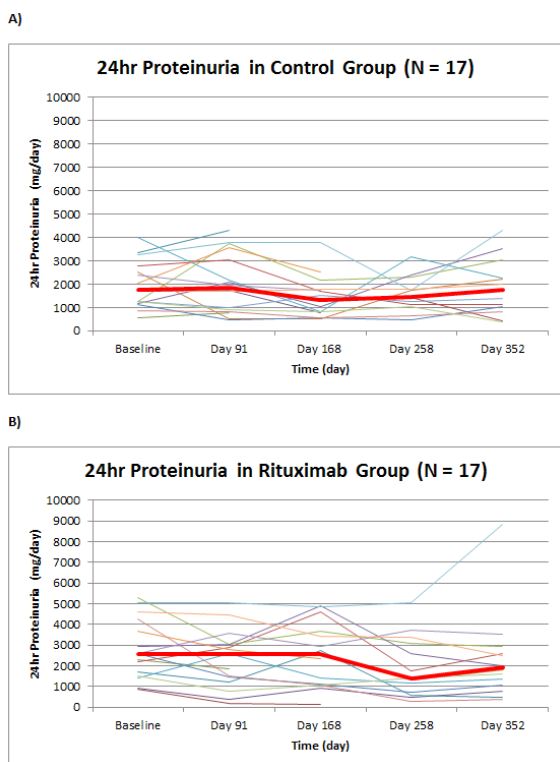 A)
24hr Proteinuria in Control Group (N = 17)
10000
9000
8000
7000
6000
5000
4000
3000
2000
1000
0
24hr Proteinuria (mg/day)
Baseline Day 91 Day 168 Day 258 Day 352
Time (day)
B)
24hr Proteinuria in Rituximab Group (N = 17)
10000
9000
8000
7000
6000
5000
4000
3000
2000
1000
0
24hr Proteinuria (mg/day)
Baseline Day 91 Day 168 Day 258 Day 352
Time (day)